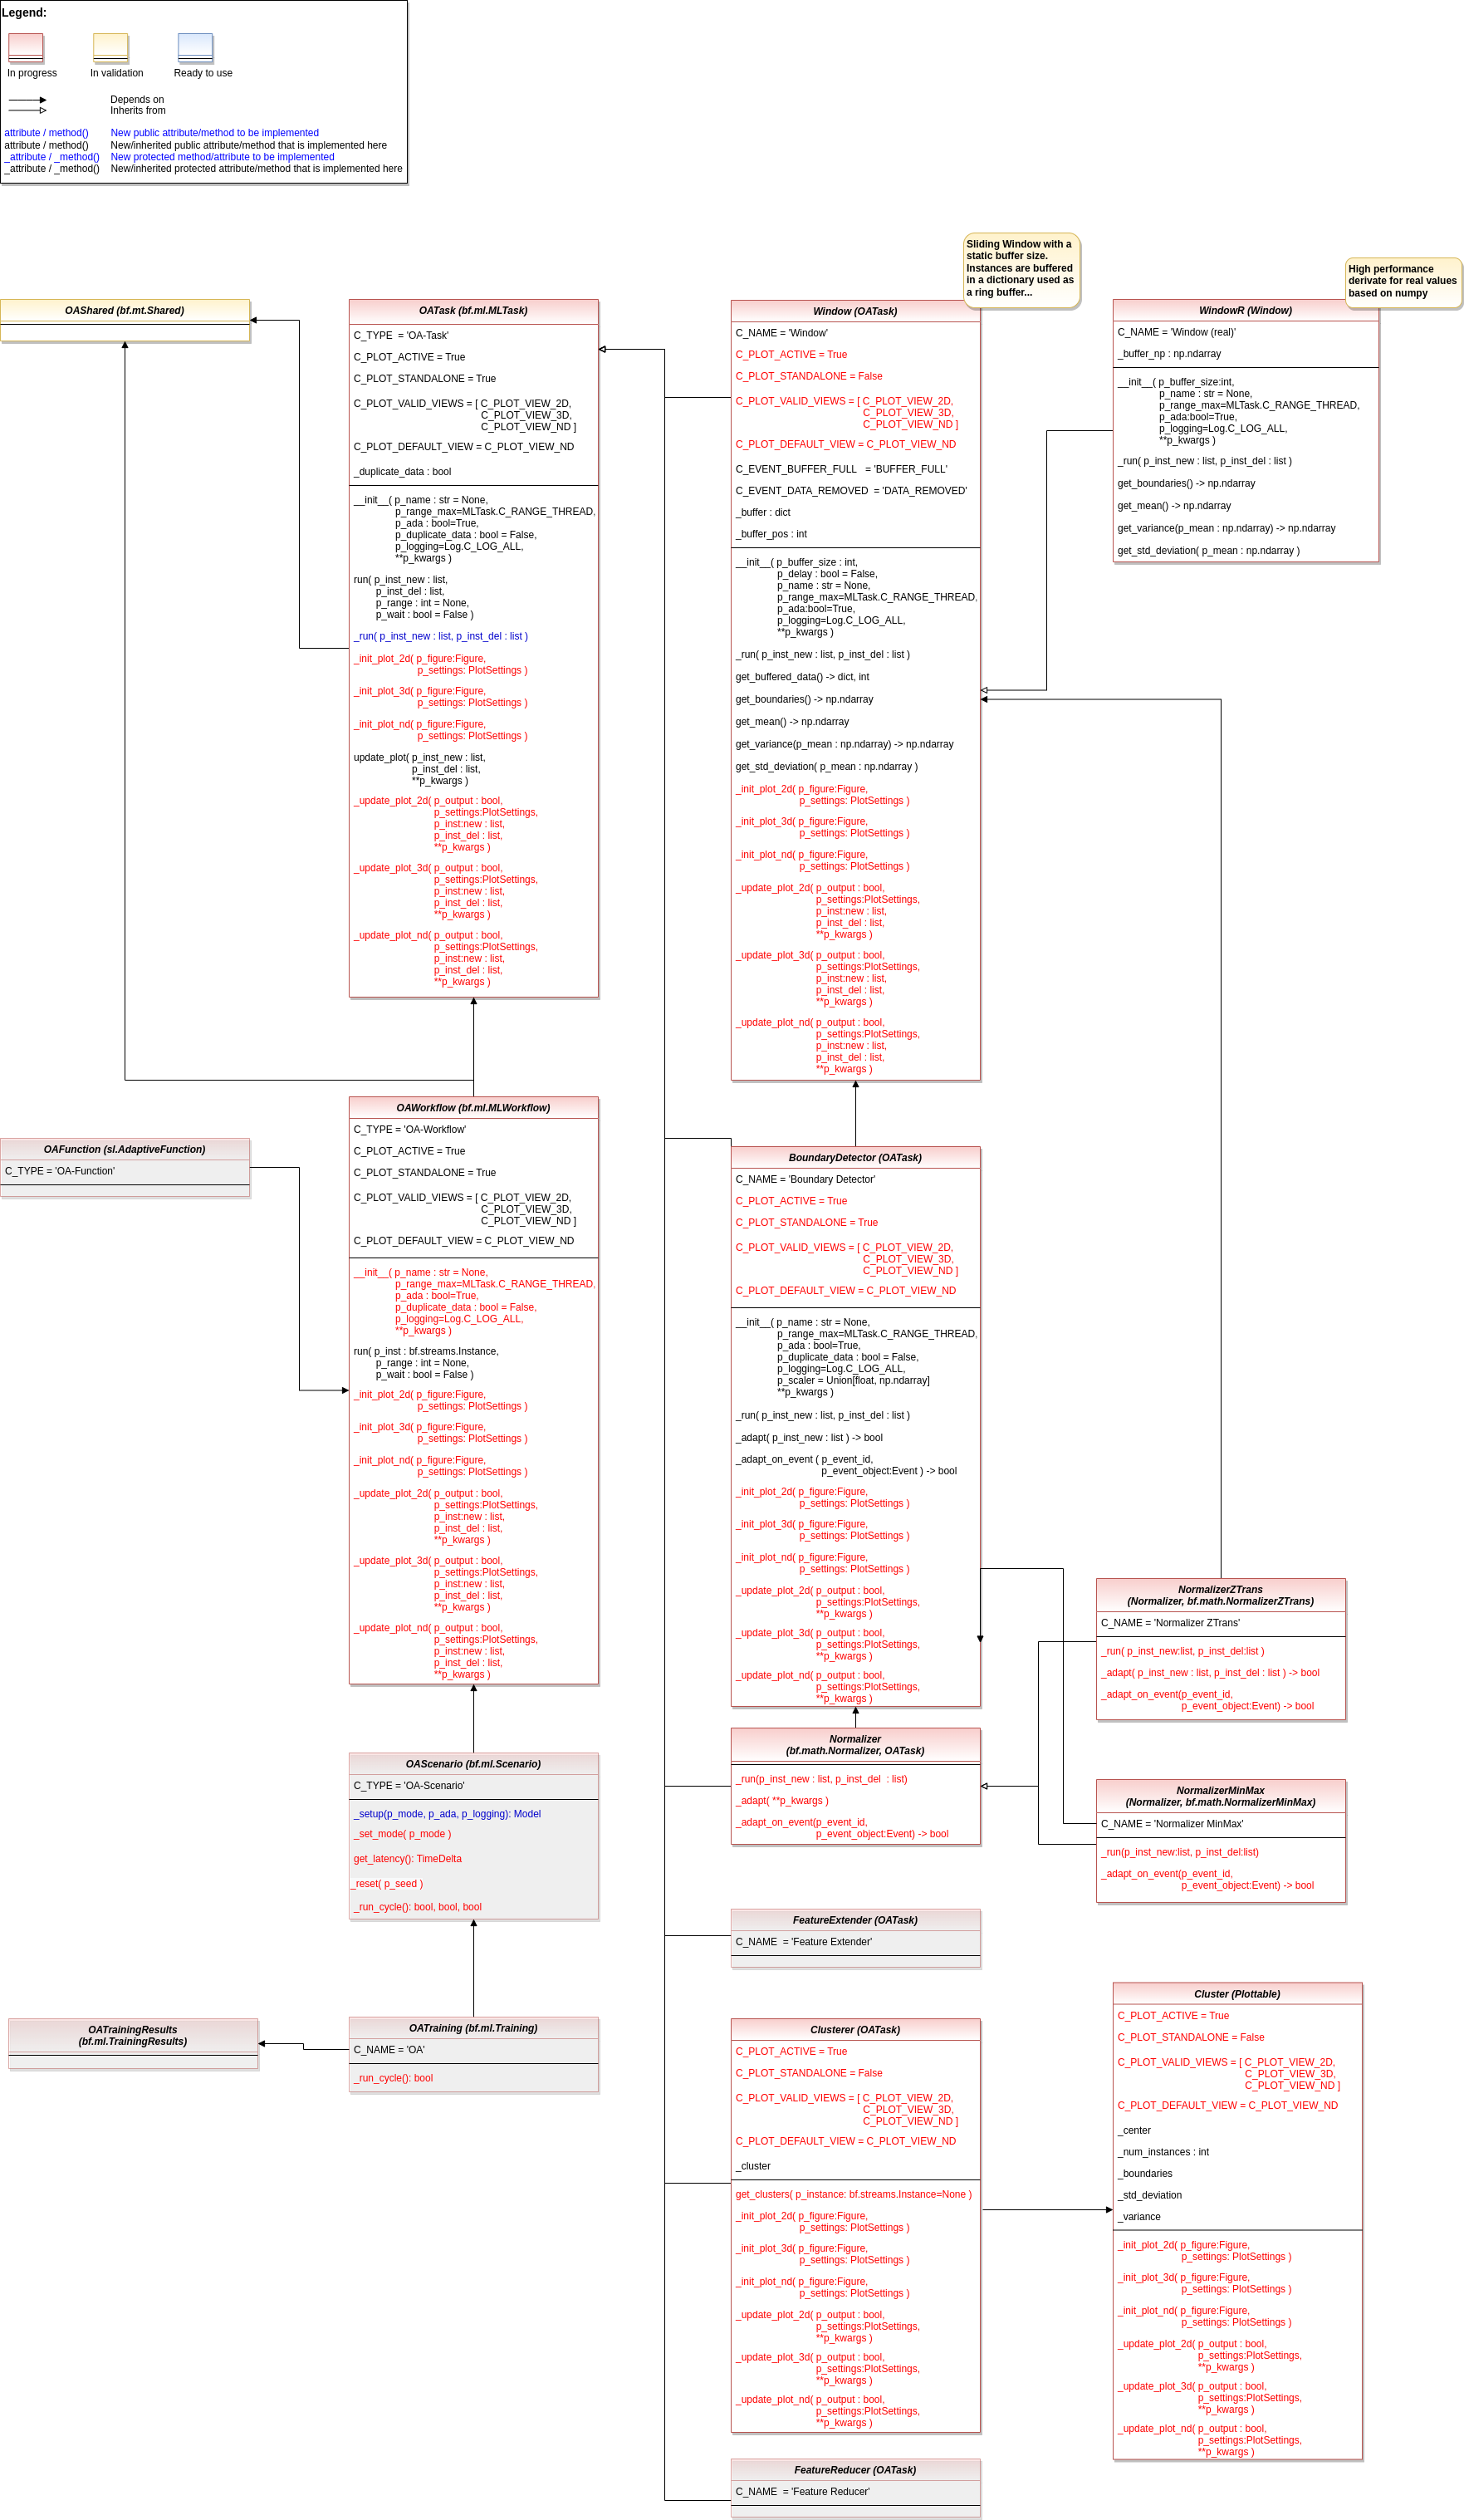 Legend:
In progress
In validation
Ready to use
Depends on
Inherits from
attribute / method() New public attribute/method to be implemented
attribute / method() New/inherited public attribute/method that is implemented here
_attribute / _method() New protected method/attribute to be implemented
_attribute / _method() New/inherited protected attribute/method that is implemented here
OAShared (bf.mt.Shared)
OATask (bf.ml.MLTask)
C_TYPE = 'OA-Task'
C_PLOT_ACTIVE = True
C_PLOT_STANDALONE = True
C_PLOT_VALID_VIEWS = [ C_PLOT_VIEW_2D,
C_PLOT_VIEW_3D,
C_PLOT_VIEW_ND ]
C_PLOT_DEFAULT_VIEW = C_PLOT_VIEW_ND
_duplicate_data : bool
__init__( p_name : str = None,
p_range_max=MLTask.C_RANGE_THREAD,
p_ada : bool=True,
p_duplicate_data : bool = False,
p_logging=Log.C_LOG_ALL,
**p_kwargs )
run( p_inst_new : list,
p_inst_del : list,
p_range : int = None,
p_wait : bool = False )
_run( p_inst_new : list, p_inst_del : list )
_init_plot_2d( p_figure:Figure,
p_settings: PlotSettings )
_init_plot_3d( p_figure:Figure,
p_settings: PlotSettings )
_init_plot_nd( p_figure:Figure,
p_settings: PlotSettings )
update_plot( p_inst_new : list,
p_inst_del : list,
**p_kwargs )
_update_plot_2d( p_output : bool,
p_settings:PlotSettings,
p_inst:new : list,
p_inst_del : list,
**p_kwargs )
_update_plot_3d( p_output : bool,
p_settings:PlotSettings,
p_inst:new : list,
p_inst_del : list,
**p_kwargs )
_update_plot_nd( p_output : bool,
p_settings:PlotSettings,
p_inst:new : list,
p_inst_del : list,
**p_kwargs )
Sliding Window with a
static buffer size.
Instances are buffered
in a dictionary used as
a ring buffer...
Window (OATask)
C_NAME = 'Window'
C_PLOT_ACTIVE = True
C_PLOT_STANDALONE = False
C_PLOT_VALID_VIEWS = [ C_PLOT_VIEW_2D,
C_PLOT_VIEW_3D,
C_PLOT_VIEW_ND ]
C_PLOT_DEFAULT_VIEW = C_PLOT_VIEW_ND
C_EVENT_BUFFER_FULL = 'BUFFER_FULL'
C_EVENT_DATA_REMOVED = 'DATA_REMOVED'
_buffer : dict
_buffer_pos : int
__init__( p_buffer_size : int,
p_delay : bool = False,
p_name : str = None,
p_range_max=MLTask.C_RANGE_THREAD,
p_ada:bool=True,
p_logging=Log.C_LOG_ALL,
**p_kwargs )
_run( p_inst_new : list, p_inst_del : list )
get_buffered_data() -> dict, int
get_boundaries() -> np.ndarray
get_mean() -> np.ndarray
get_variance(p_mean : np.ndarray) -> np.ndarray
get_std_deviation( p_mean : np.ndarray )
_init_plot_2d( p_figure:Figure,
p_settings: PlotSettings )
_init_plot_3d( p_figure:Figure,
p_settings: PlotSettings )
_init_plot_nd( p_figure:Figure,
p_settings: PlotSettings )
_update_plot_2d( p_output : bool,
p_settings:PlotSettings,
p_inst:new : list,
p_inst_del : list,
**p_kwargs )
_update_plot_3d( p_output : bool,
p_settings:PlotSettings,
p_inst:new : list,
p_inst_del : list,
**p_kwargs )
_update_plot_nd( p_output : bool,
p_settings:PlotSettings,
p_inst:new : list,
p_inst_del : list,
**p_kwargs )
High performance
derivate for real values
based on numpy
WindowR (Window)
C_NAME = 'Window (real)'
_buffer_np : np.ndarray
__init__( p_buffer_size:int,
p_name : str = None,
p_range_max=MLTask.C_RANGE_THREAD,
p_ada:bool=True,
p_logging=Log.C_LOG_ALL,
**p_kwargs )
_run( p_inst_new : list, p_inst_del : list )
get_boundaries() -> np.ndarray
get_mean() -> np.ndarray
get_variance(p_mean : np.ndarray) -> np.ndarray
get_std_deviation( p_mean : np.ndarray )
OAFunction (sl.AdaptiveFunction)
C_TYPE = 'OA-Function'
OAWorkflow (bf.ml.MLWorkflow)
C_TYPE = 'OA-Workflow'
C_PLOT_ACTIVE = True
C_PLOT_STANDALONE = True
C_PLOT_VALID_VIEWS = [ C_PLOT_VIEW_2D,
C_PLOT_VIEW_3D,
C_PLOT_VIEW_ND ]
C_PLOT_DEFAULT_VIEW = C_PLOT_VIEW_ND
__init__( p_name : str = None,
p_range_max=MLTask.C_RANGE_THREAD,
p_ada : bool=True,
p_duplicate_data : bool = False,
p_logging=Log.C_LOG_ALL,
**p_kwargs )
run( p_inst : bf.streams.Instance,
p_range : int = None,
p_wait : bool = False )
_init_plot_2d( p_figure:Figure,
p_settings: PlotSettings )
_init_plot_3d( p_figure:Figure,
p_settings: PlotSettings )
_init_plot_nd( p_figure:Figure,
p_settings: PlotSettings )
_update_plot_2d( p_output : bool,
p_settings:PlotSettings,
p_inst:new : list,
p_inst_del : list,
**p_kwargs )
_update_plot_3d( p_output : bool,
p_settings:PlotSettings,
p_inst:new : list,
p_inst_del : list,
**p_kwargs )
_update_plot_nd( p_output : bool,
p_settings:PlotSettings,
p_inst:new : list,
p_inst_del : list,
**p_kwargs )
BoundaryDetector (OATask)
C_NAME = 'Boundary Detector'
C_PLOT_ACTIVE = True
C_PLOT_STANDALONE = True
C_PLOT_VALID_VIEWS = [ C_PLOT_VIEW_2D,
C_PLOT_VIEW_3D,
C_PLOT_VIEW_ND ]
C_PLOT_DEFAULT_VIEW = C_PLOT_VIEW_ND
__init__( p_name : str = None,
p_range_max=MLTask.C_RANGE_THREAD,
p_ada : bool=True,
p_duplicate_data : bool = False,
p_logging=Log.C_LOG_ALL,
p_scaler = Union[float, np.ndarray]
**p_kwargs )
_run( p_inst_new : list, p_inst_del : list )
_adapt( p_inst_new : list ) -> bool
_adapt_on_event ( p_event_id,
p_event_object:Event ) -> bool
_init_plot_2d( p_figure:Figure,
p_settings: PlotSettings )
_init_plot_3d( p_figure:Figure,
p_settings: PlotSettings )
_init_plot_nd( p_figure:Figure,
p_settings: PlotSettings )
_update_plot_2d( p_output : bool,
p_settings:PlotSettings,
**p_kwargs )
_update_plot_3d( p_output : bool,
p_settings:PlotSettings,
**p_kwargs )
_update_plot_nd( p_output : bool,
p_settings:PlotSettings,
**p_kwargs )
NormalizerZTrans
(Normalizer, bf.math.NormalizerZTrans)
C_NAME = 'Normalizer ZTrans'
_run( p_inst_new:list, p_inst_del:list )
_adapt( p_inst_new : list, p_inst_del : list ) -> bool
_adapt_on_event(p_event_id,
p_event_object:Event) -> bool
Normalizer
(bf.math.Normalizer, OATask)
_run(p_inst_new : list, p_inst_del : list)
_adapt( **p_kwargs )
_adapt_on_event(p_event_id,
p_event_object:Event) -> bool
NormalizerMinMax
(Normalizer, bf.math.NormalizerMinMax)
C_NAME = 'Normalizer MinMax'
_run(p_inst_new:list, p_inst_del:list)
_adapt_on_event(p_event_id,
p_event_object:Event) -> bool
OAScenario (bf.ml.Scenario)
C_TYPE = 'OA-Scenario'
_setup(p_mode, p_ada, p_logging): Model
_set_mode( p_mode )
get_latency(): TimeDelta
_reset( p_seed )
_run_cycle(): bool, bool, bool
FeatureExtender (OATask)
C_NAME = 'Feature Extender'
OATrainingResults
(bf.ml.TrainingResults)
OATraining (bf.ml.Training)
C_NAME = 'OA'
_run_cycle(): bool
Clusterer (OATask)
C_PLOT_ACTIVE = True
C_PLOT_STANDALONE = False
C_PLOT_VALID_VIEWS = [ C_PLOT_VIEW_2D,
C_PLOT_VIEW_3D,
C_PLOT_VIEW_ND ]
C_PLOT_DEFAULT_VIEW = C_PLOT_VIEW_ND
_cluster
get_clusters( p_instance: bf.streams.Instance=None )
_init_plot_2d( p_figure:Figure,
p_settings: PlotSettings )
_init_plot_3d( p_figure:Figure,
p_settings: PlotSettings )
_init_plot_nd( p_figure:Figure,
p_settings: PlotSettings )
_update_plot_2d( p_output : bool,
p_settings:PlotSettings,
**p_kwargs )
_update_plot_3d( p_output : bool,
p_settings:PlotSettings,
**p_kwargs )
_update_plot_nd( p_output : bool,
p_settings:PlotSettings,
**p_kwargs )
Cluster (Plottable)
C_PLOT_ACTIVE = True
C_PLOT_STANDALONE = False
C_PLOT_VALID_VIEWS = [ C_PLOT_VIEW_2D,
C_PLOT_VIEW_3D,
C_PLOT_VIEW_ND ]
C_PLOT_DEFAULT_VIEW = C_PLOT_VIEW_ND
_center
_num_instances : int
_boundaries
_std_deviation
_variance
_init_plot_2d( p_figure:Figure,
p_settings: PlotSettings )
_init_plot_3d( p_figure:Figure,
p_settings: PlotSettings )
_init_plot_nd( p_figure:Figure,
p_settings: PlotSettings )
_update_plot_2d( p_output : bool,
p_settings:PlotSettings,
**p_kwargs )
_update_plot_3d( p_output : bool,
p_settings:PlotSettings,
**p_kwargs )
_update_plot_nd( p_output : bool,
p_settings:PlotSettings,
**p_kwargs )
FeatureReducer (OATask)
C_NAME = 'Feature Reducer'